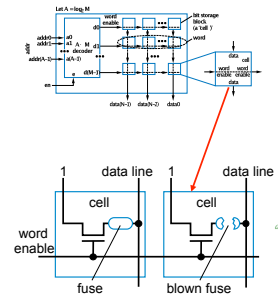 Let A = log₂ M
word
enable
bit storage
block
(a "cell")
d0
addr0 a0
addr1 a1 A · M
decoder
addr(A-1) a(A-1)
d1
word
en e d(M-1)
data(N-1) data(N-2) data0
data
cell
word
enable
word
enable
data
1 data line 1 data line
cell cell
word
enable
fuse blown fuse